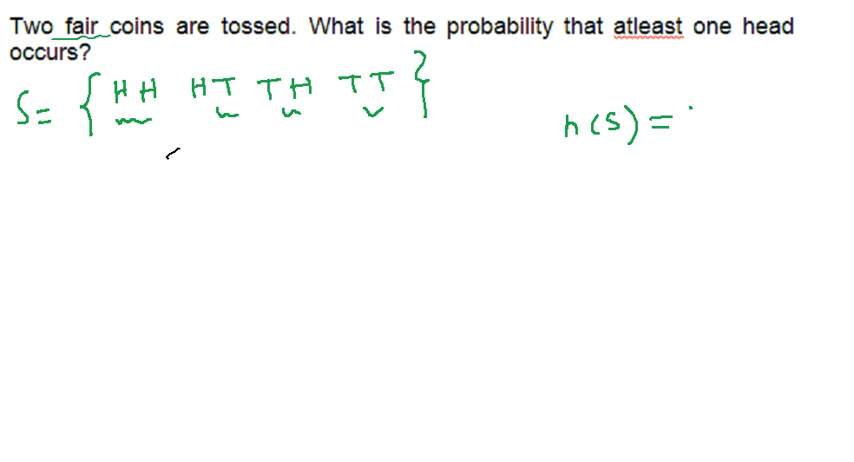 Two fair coins are tossed. What is the probability that atleast one head
occurs?
S= { HH HT TH TT }
n(S) =